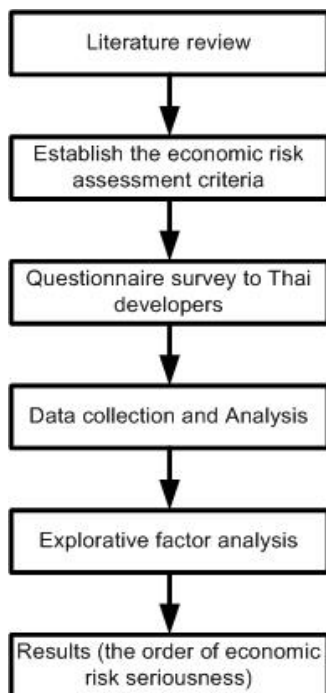 Literature review
Establish the economic risk
assessment criteria
Questionnaire survey to Thai
developers
Data collection and Analysis
Explorative factor analysis
Results (the order of economic
risk seriousness)